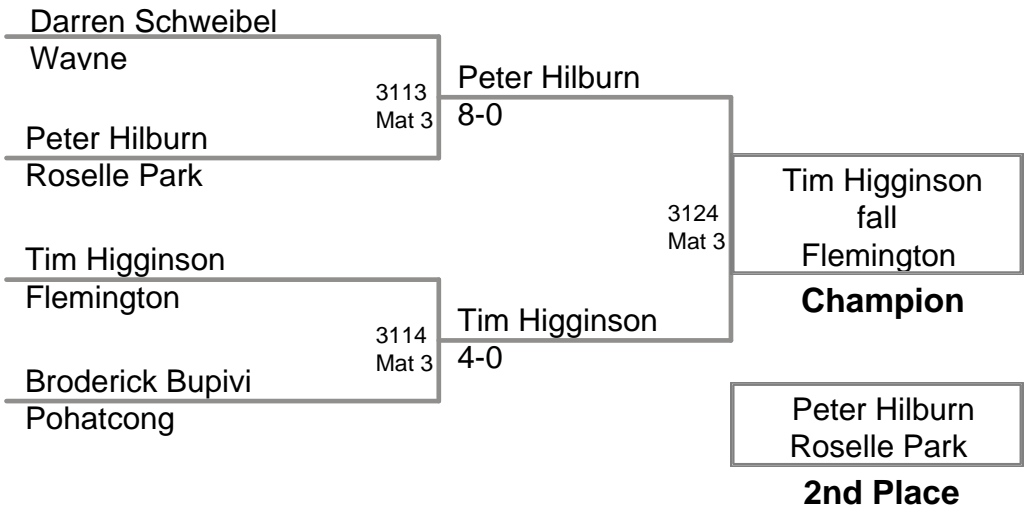 Darren Schweibel
Wavne
3113
Mat 3
Peter Hilburn
8-0
Peter Hilburn
Roselle Park
3124
Mat 3
Tim Higginson
fall
Flemington
Champion
Tim Higginson
Flemington
3114
Mat 3
Tim Higginson
4-0
Broderick Bupivi
Pohatcong
Peter Hilburn
Roselle Park
2nd Place